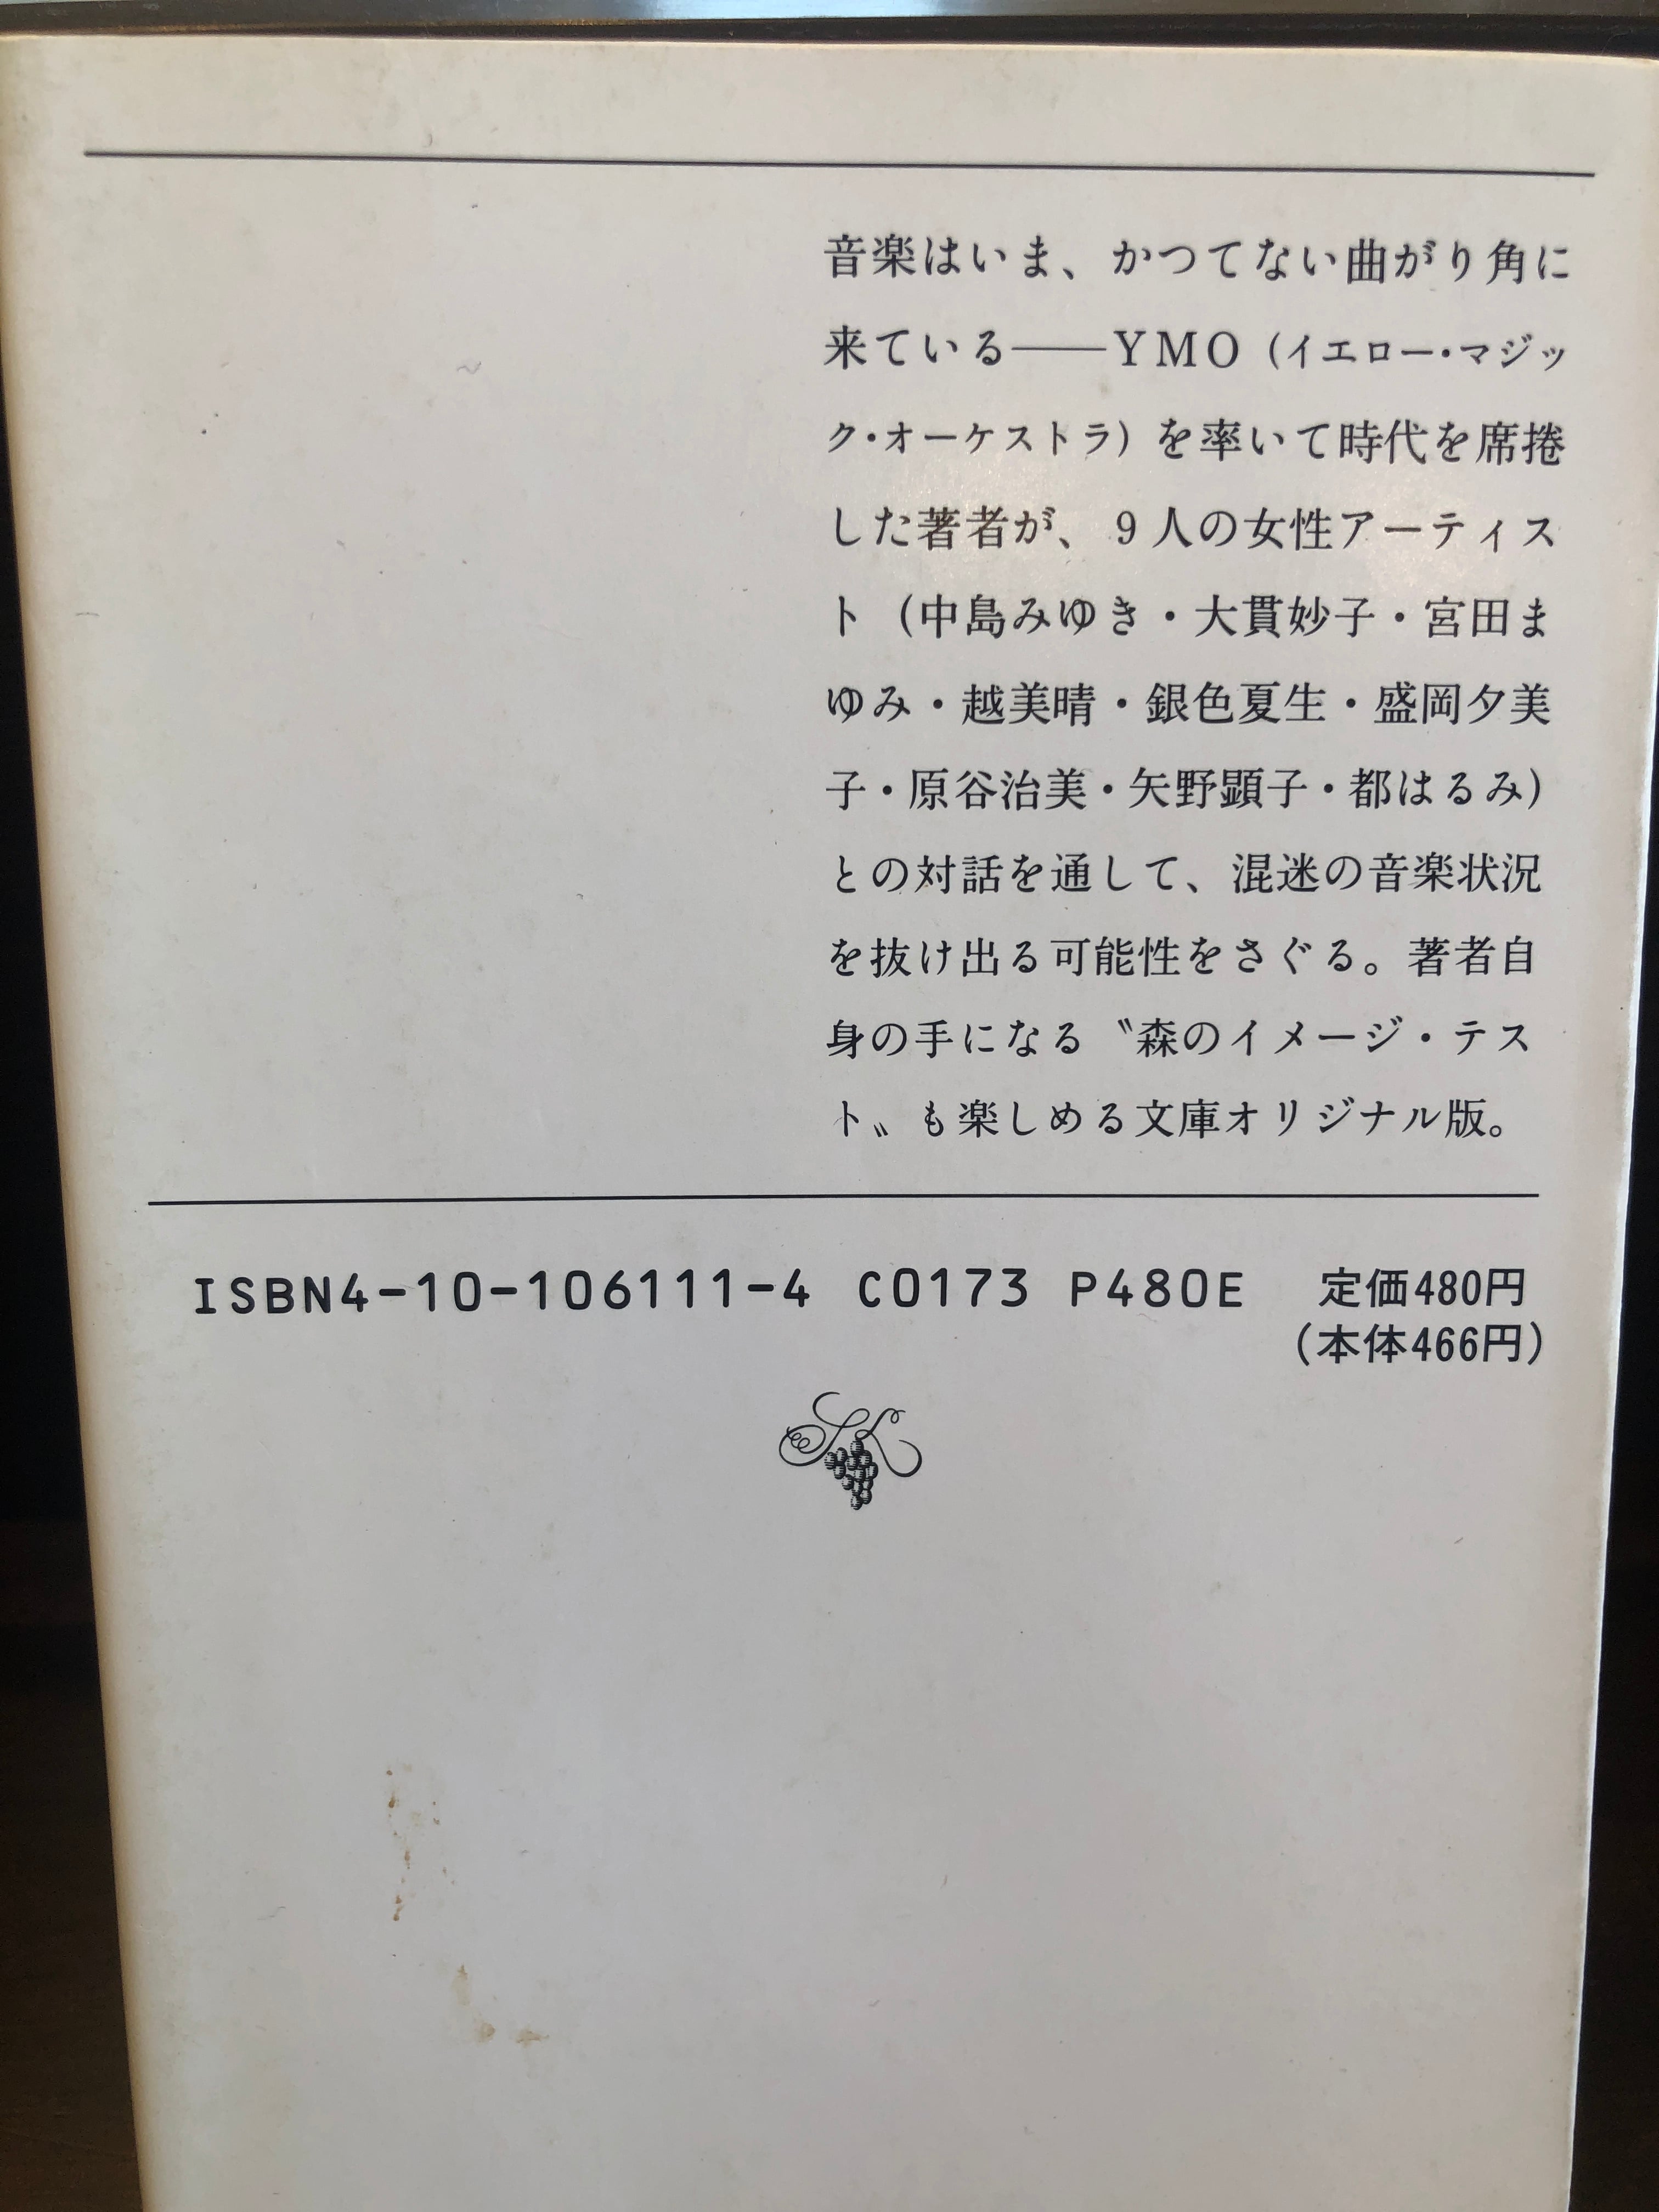 音楽はいま、かつてない曲がり角に
来ている――YMO（イエロー・マジッ
ク・オーケストラ）を率いて時代を席捲
した著者が、9人の女性アーティス
ト（中島みゆき・大貫妙子・宮田ま
ゆみ・越美晴・銀色夏生・盛岡夕美
子・原谷治美・矢野顕子・都はるみ）
との対話を通して、混迷の音楽状況
を抜け出る可能性をさぐる。著者自
身の手になる〝森のイメージ・テス
ト〟も楽しめる文庫オリジナル版。
ISBN4-10-106111-4 C0173 P480E 定価480円
（本体466円）
SK